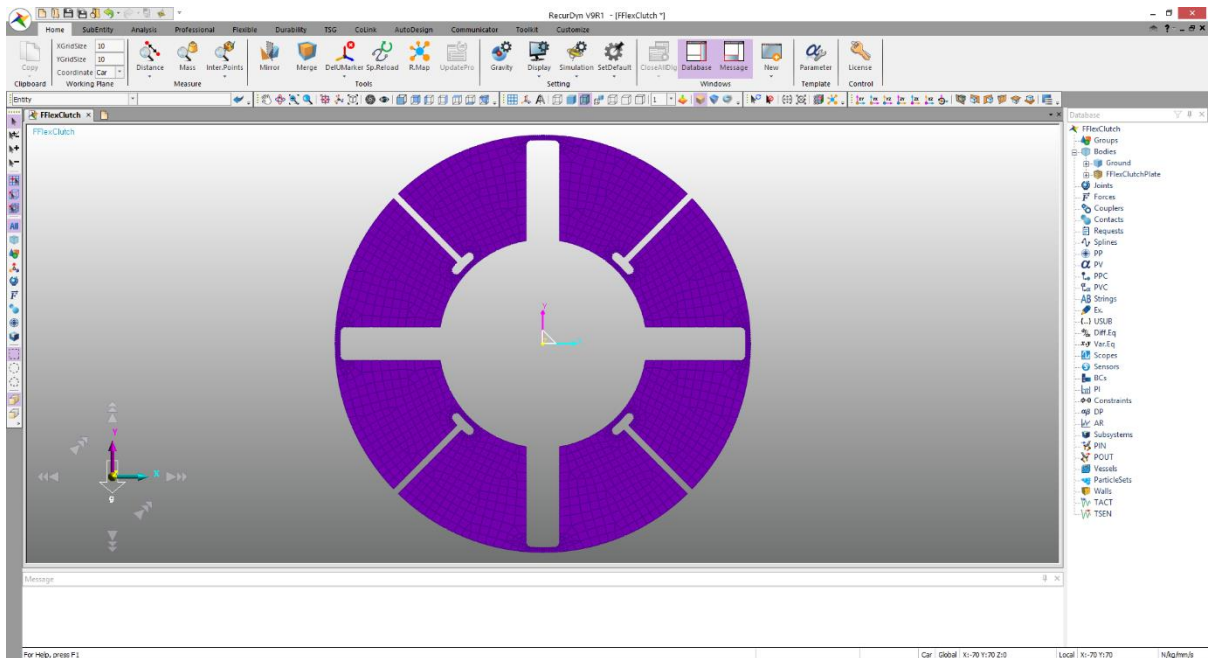 RecurDyn V9R1 - [FFlexClutch *]
Home SubEntity Analysis Professional Flexible Durability TSG CoLink AutoDesign Communicator Toolkit Customize
XGridSize 10
YGridSize 10
Coordinate Car
Copy Distance Mass Inter.Points Mirror Merge DelUMarker Sp.Reload R.Map UpdatePro Gravity Display Simulation SetDefault CloseAllDlg Database Message New Parameter License
Clipboard Working Plane Measure Tools Setting Windows Template Control
Entity
1
FFlexClutch
FFlexClutch
All
F
Y
Y
X
g
Database
FFlexClutch
Groups
Bodies
Ground
FFlexClutchPlate
Joints
F Forces
Couplers
Contacts
Requests
Splines
PP
α PV
PPC
PVC
AB Strings
Ex.
(..) USUB
Diff.Eq
x·y Var.Eq
Scopes
Sensors
BCs
PI
Constraints
αβ DP
AR
Subsystems
PIN
POUT
Vessels
ParticleSets
Walls
TACT
TSEN
Message
For Help, press F1
Car Global X:-70 Y:70 Z:0 Local X:-70 Y:70 N/kg/mm/s